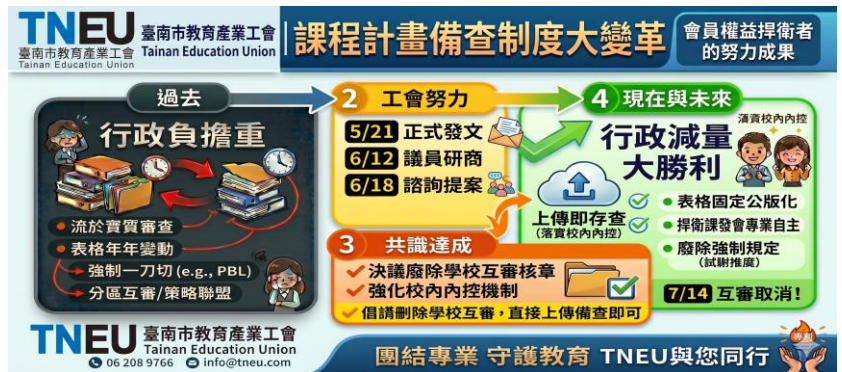 TNEU
臺南市教育產業工會
Tainan Education Union
臺南市教育產業工會
Tainan Education Union
課程計畫備查制度大變革
會員權益捍衛者
的努力成果
過去
行政負擔重
流於實質審查
表格年年變動
強制一刀切 (e.g., PBL)
分區互審/策略聯盟
2 工會努力
5/21 正式發文
6/12 議員研商
6/18 諮詢提案
3 共識達成
決議廢除學校互審核章
強化校內內控機制
倡請刪除學校互審，直接上傳備查即可
4 現在與未來
落實校內內控
行政減量
大勝利
上傳即存查
(落實校內內控)
表格固定公版化
捍衛課發會專業自主
廢除強制規定
7/14 互審取消！
TNEU
臺南市教育產業工會
Tainan Education Union
06 208 9766 info@tneu.com
團結專業 守護教育 TNEU與您同行